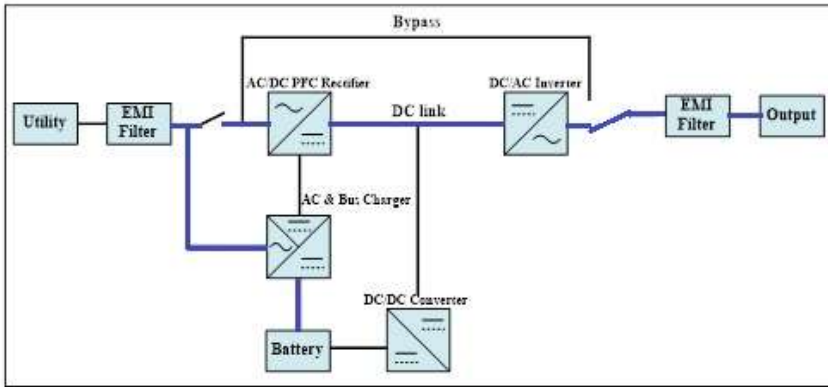 Bypass
AC/DC PFC Rectifier
DC/AC Inverter
Utility
EMI
Filter
DC link
EMI
Filter
Output
AC & But Charger
DC/DC Converter
Battery